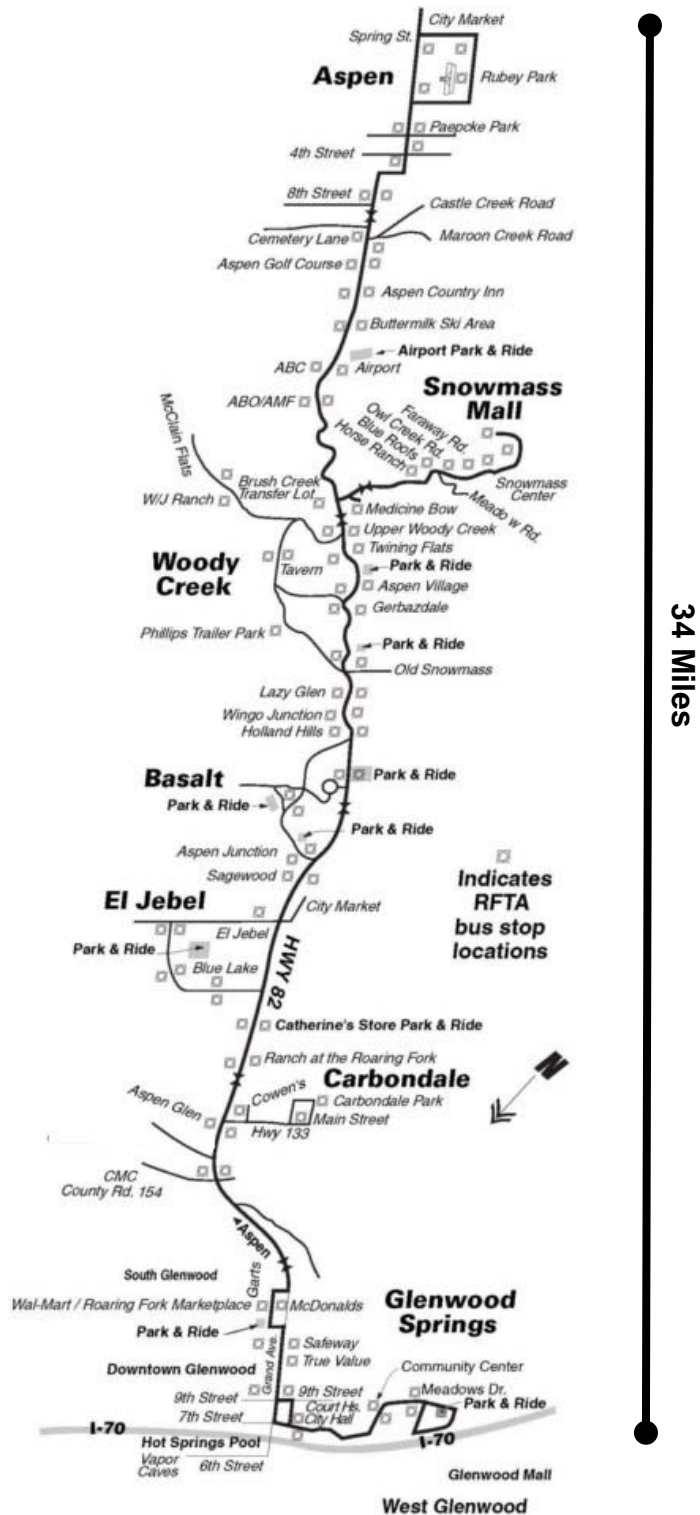 City Market
Spring St.
Aspen
Rubey Park
Paepcke Park
4th Street
8th Street
Castle Creek Road
Cemetery Lane
Maroon Creek Road
Aspen Golf Course
Aspen Country Inn
Buttermilk Ski Area
Airport Park & Ride
ABC
Airport
Snowmass
Mall
ABO/AMF
McClain Flats
Faraway Rd.
Owl Creek Rd.
Blue Roofs
Horse Ranch
Brush Creek
Transfer Lot
W/J Ranch
Snowmass
Center
Meado w Rd.
Medicine Bow
Upper Woody Creek
Twining Flats
Woody
Creek
Tavern
Park & Ride
Aspen Village
Gerbazdale
Phillips Trailer Park
Park & Ride
Old Snowmass
34 Miles
Lazy Glen
Wingo Junction
Holland Hills
Basalt
Park & Ride
Park & Ride
Park & Ride
Aspen Junction
Sagewood
Indicates
RFTA
bus stop
locations
El Jebel
City Market
El Jebel
Park & Ride
Blue Lake
HWY 82
Catherine's Store Park & Ride
Ranch at the Roaring Fork
Carbondale
N
Cowen's
Carbondale Park
Aspen Glen
Main Street
Hwy 133
CMC
County Rd. 154
Aspen
South Glenwood
Garts
Wal-Mart / Roaring Fork Marketplace
McDonalds
Glenwood
Springs
Park & Ride
Grand Ave.
Safeway
True Value
Community Center
Downtown Glenwood
Meadows Dr.
9th Street
9th Street
Court Hs.
Park & Ride
7th Street
City Hall
I-70
I-70
Hot Springs Pool
Vapor
Caves
6th Street
Glenwood Mall
West Glenwood